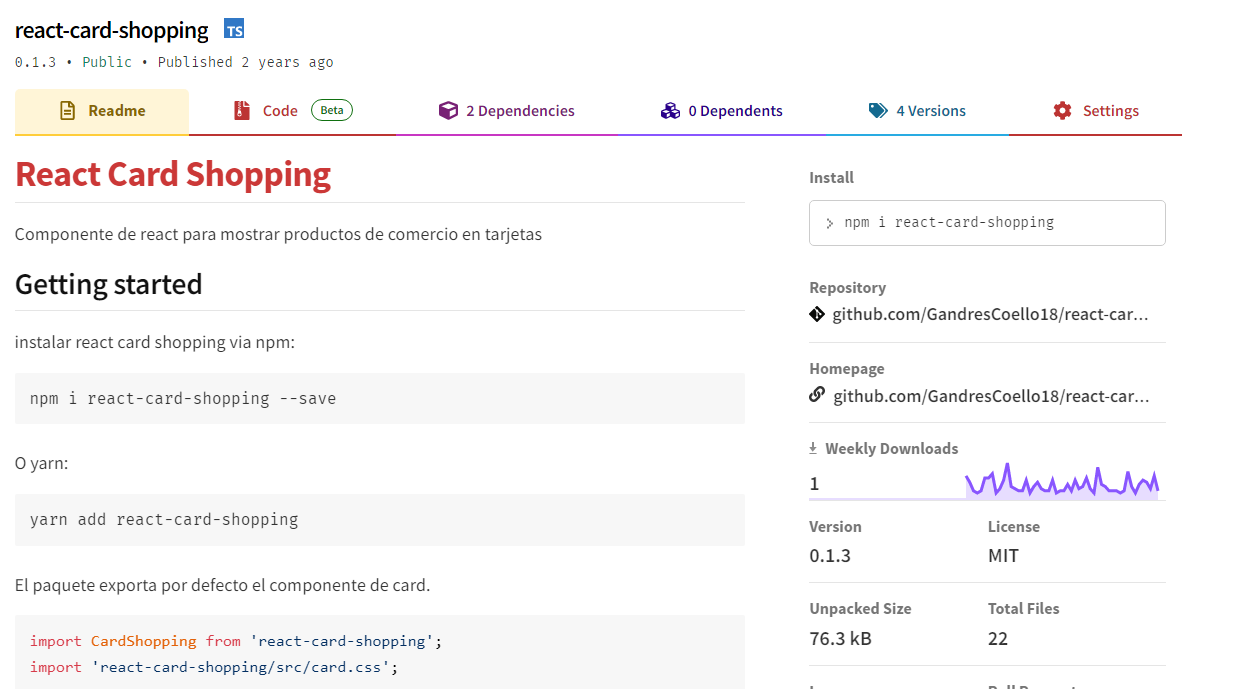 react-card-shopping TS
0.1.3 • Public • Published 2 years ago
Readme Code Beta 2 Dependencies 0 Dependents 4 Versions Settings
React Card Shopping
Componente de react para mostrar productos de comercio en tarjetas
Getting started
instalar react card shopping via npm:
npm i react-card-shopping --save
O yarn:
yarn add react-card-shopping
El paquete exporta por defecto el componente de card.
import CardShopping from 'react-card-shopping';
import 'react-card-shopping/src/card.css';
Install
> npm i react-card-shopping
Repository
github.com/GandresCoello18/react-car...
Homepage
github.com/GandresCoello18/react-car...
Weekly Downloads
1
Version License
0.1.3 MIT
Unpacked Size Total Files
76.3 kB 22